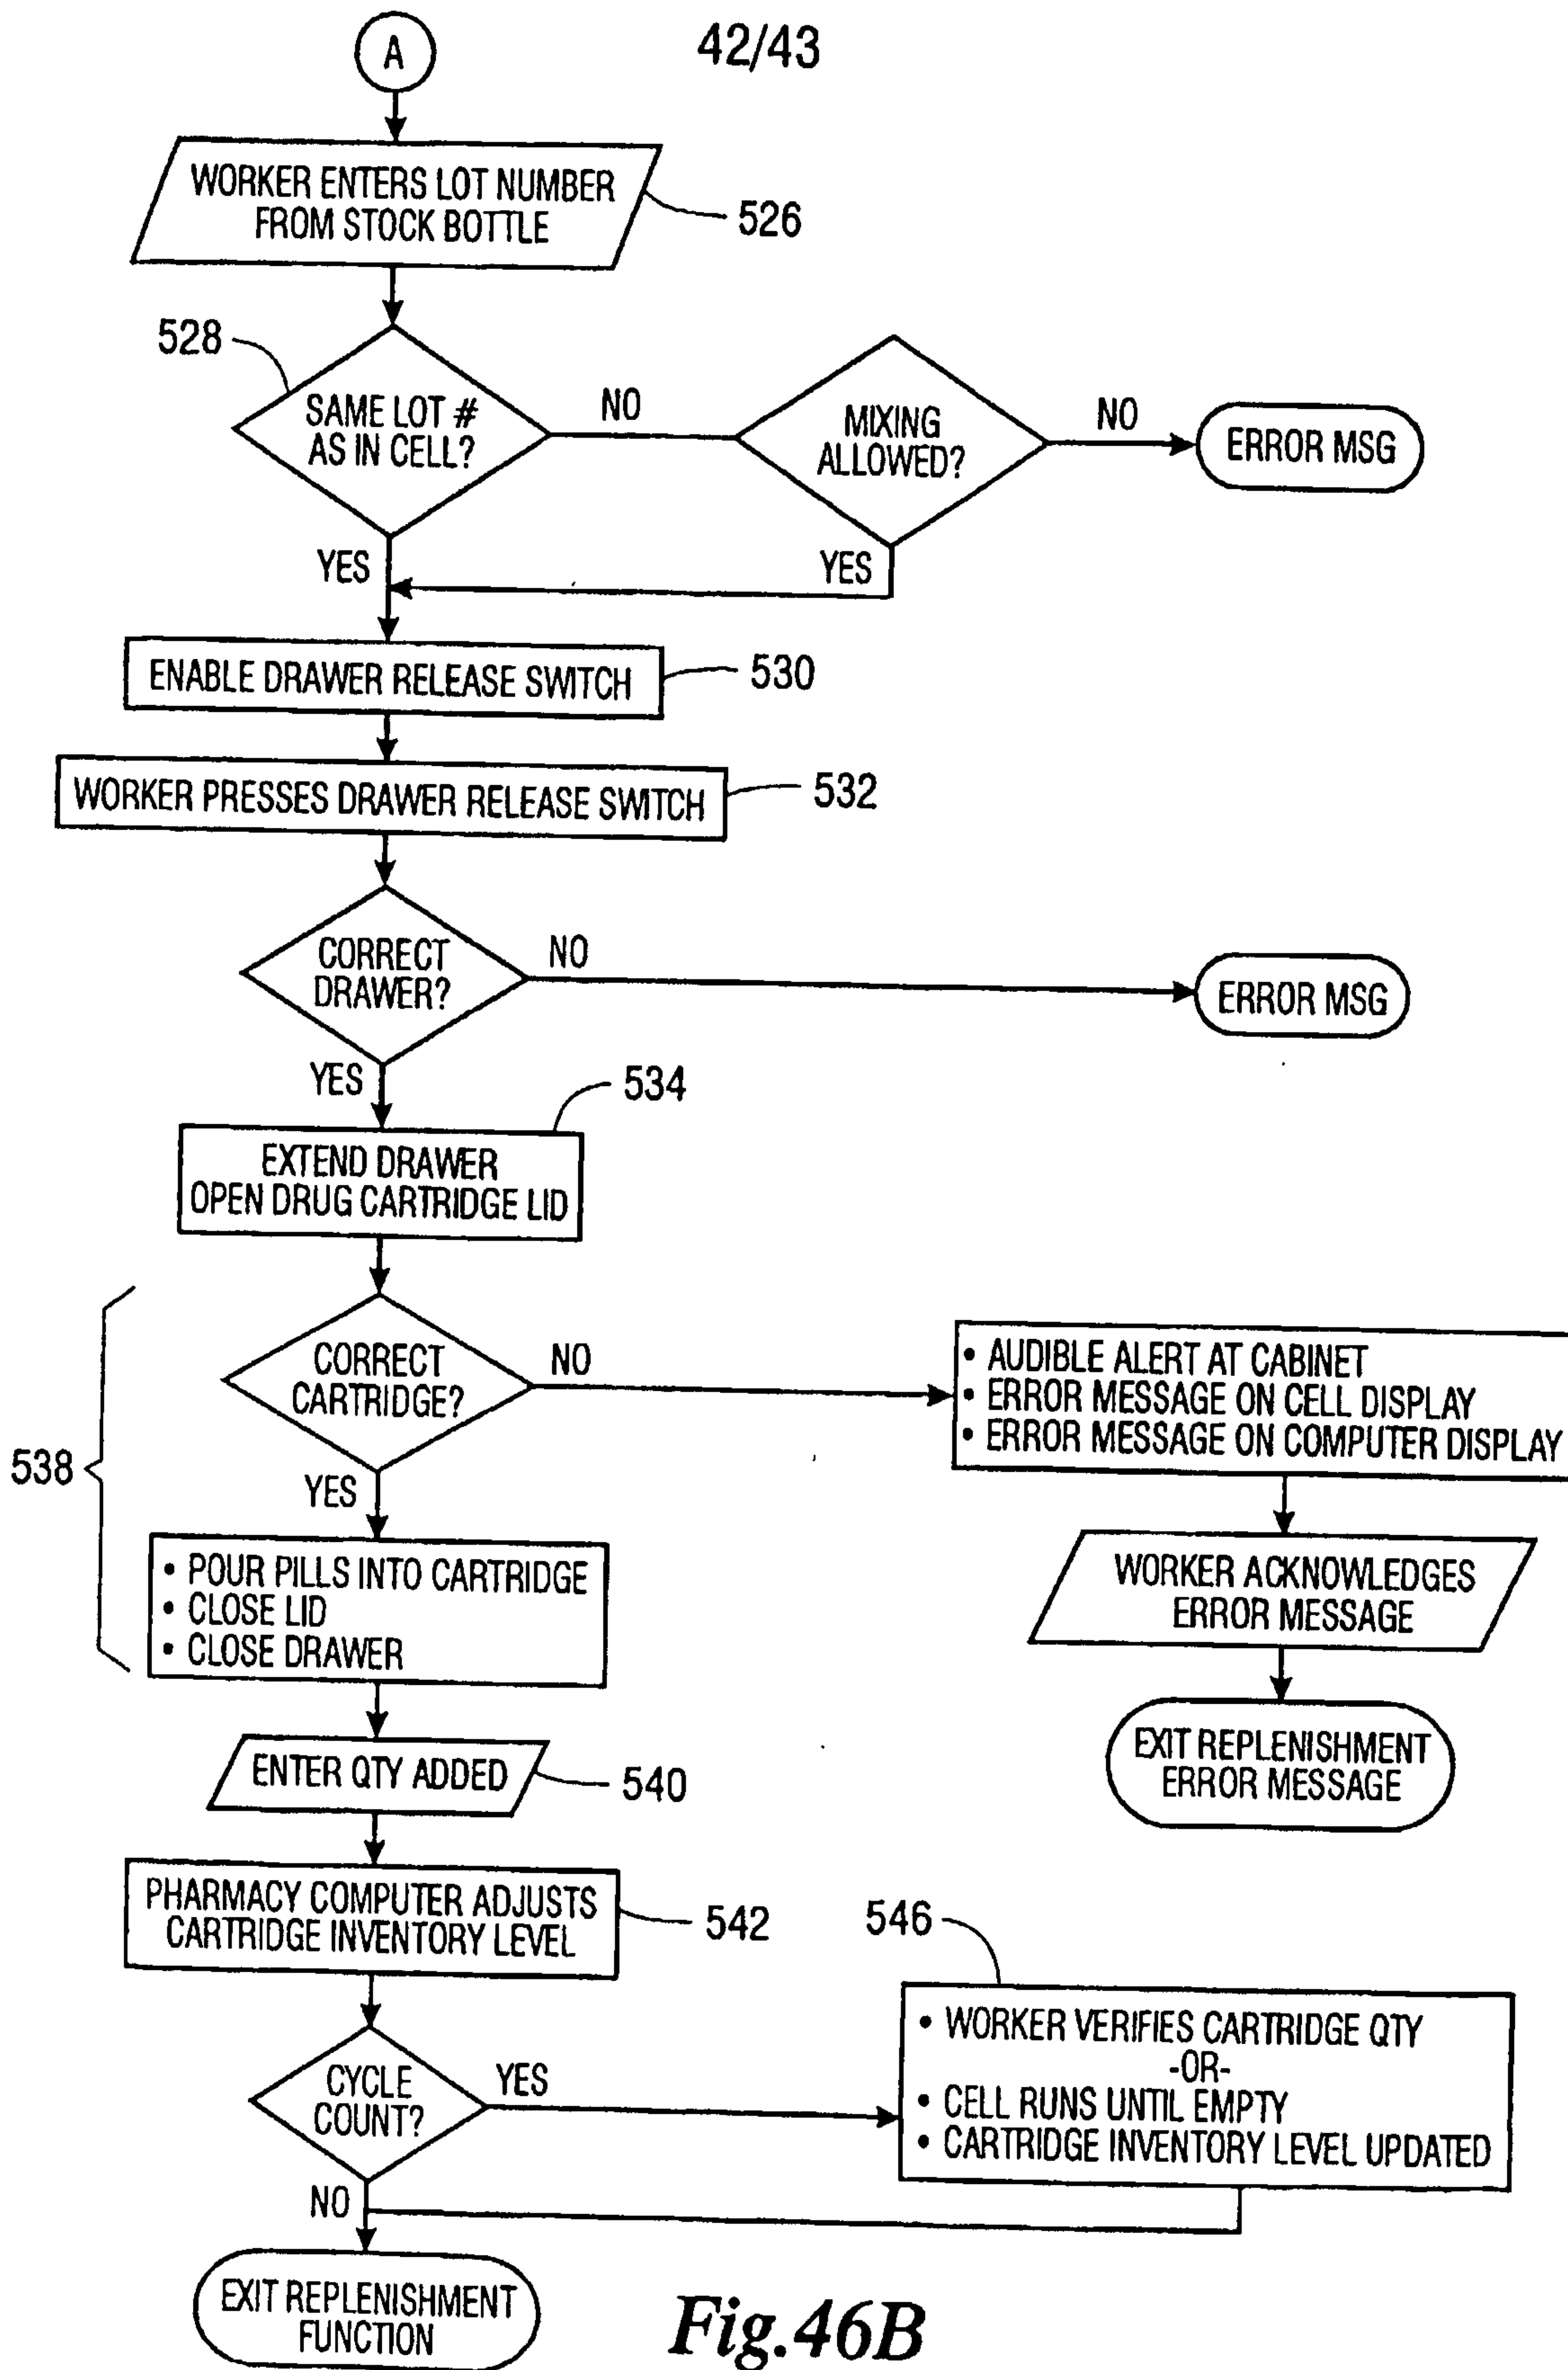 A
42/43
WORKER ENTERS LOT NUMBER
FROM STOCK BOTTLE
526
528
SAME LOT #
AS IN CELL?
NO
MIXING
ALLOWED?
NO
ERROR MSG
YES
YES
ENABLE DRAWER RELEASE SWITCH
530
WORKER PRESSES DRAWER RELEASE SWITCH
532
CORRECT
DRAWER?
NO
ERROR MSG
YES
534
EXTEND DRAWER
OPEN DRUG CARTRIDGE LID
538
CORRECT
CARTRIDGE?
NO
• AUDIBLE ALERT AT CABINET
• ERROR MESSAGE ON CELL DISPLAY
• ERROR MESSAGE ON COMPUTER DISPLAY
YES
• POUR PILLS INTO CARTRIDGE
• CLOSE LID
• CLOSE DRAWER
WORKER ACKNOWLEDGES
ERROR MESSAGE
EXIT REPLENISHMENT
ERROR MESSAGE
ENTER QTY ADDED
540
PHARMACY COMPUTER ADJUSTS
CARTRIDGE INVENTORY LEVEL
542
546
CYCLE
COUNT?
YES
• WORKER VERIFIES CARTRIDGE QTY
-OR-
• CELL RUNS UNTIL EMPTY
• CARTRIDGE INVENTORY LEVEL UPDATED
NO
EXIT REPLENISHMENT
FUNCTION
Fig.46B